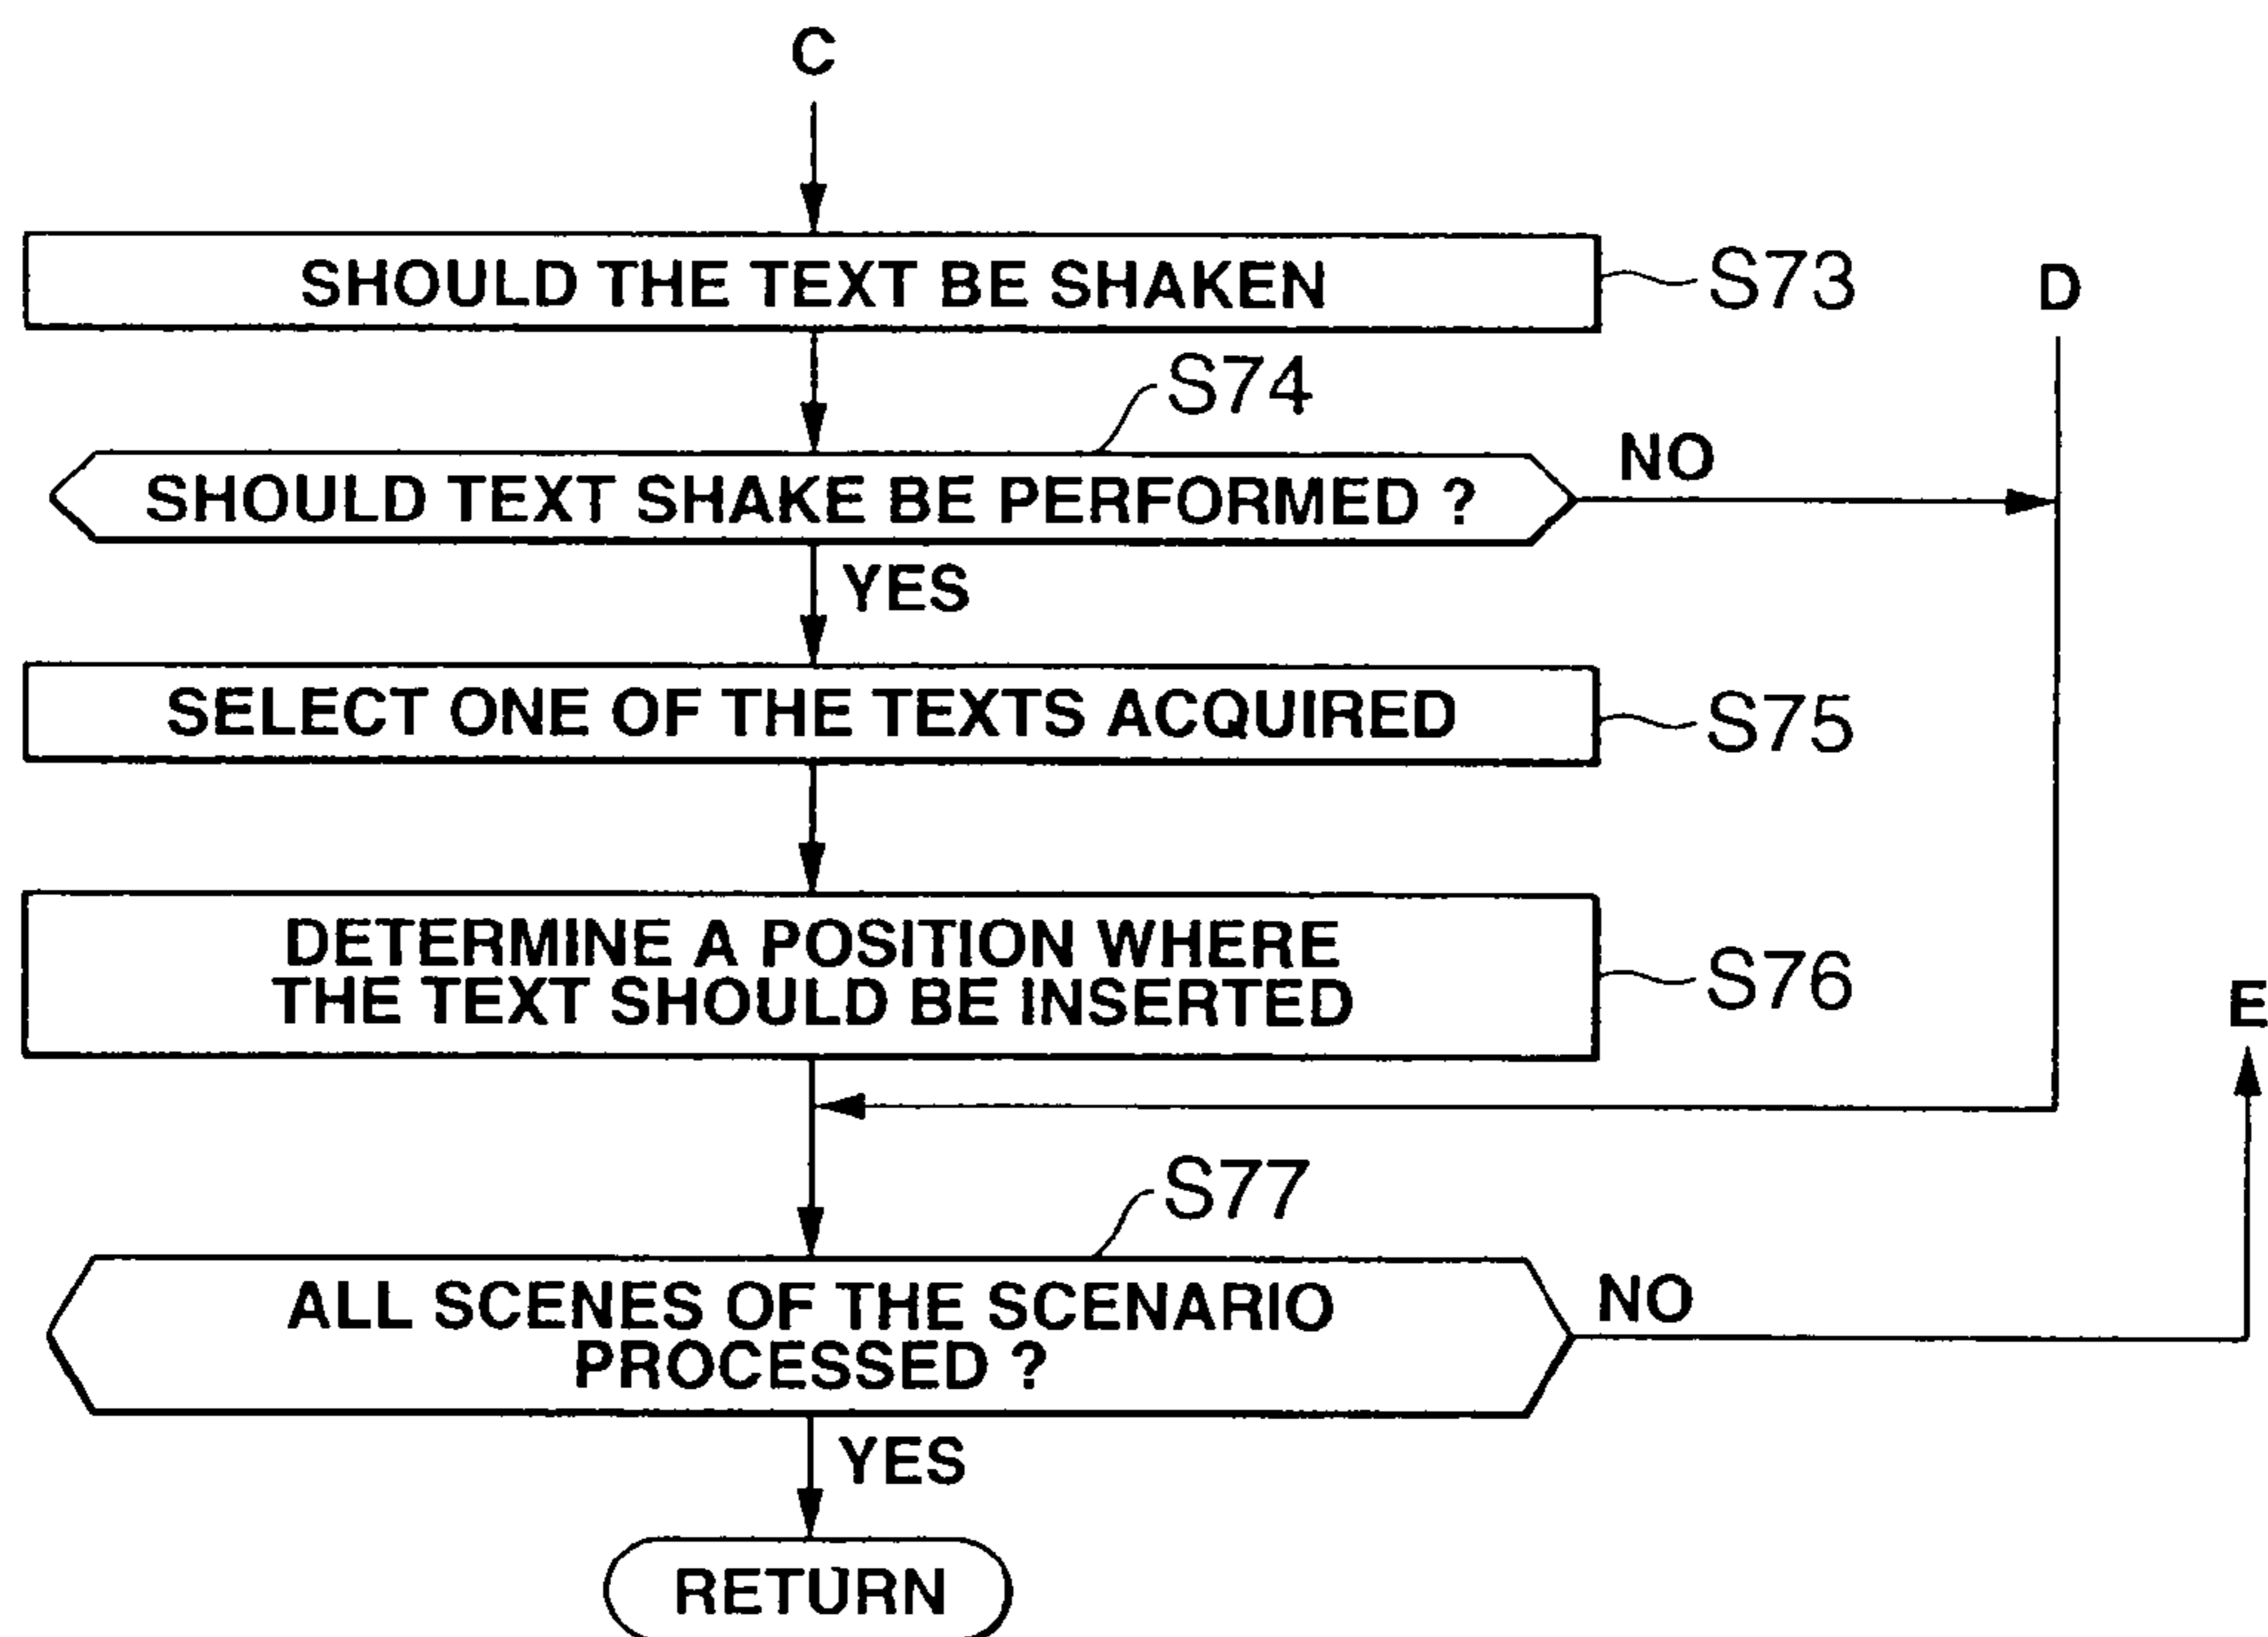 C
SHOULD THE TEXT BE SHAKEN
S73
D
S74
SHOULD TEXT SHAKE BE PERFORMED ?
NO
YES
SELECT ONE OF THE TEXTS ACQUIRED
S75
DETERMINE A POSITION WHERE
THE TEXT SHOULD BE INSERTED
S76
E
S77
ALL SCENES OF THE SCENARIO
PROCESSED ?
NO
YES
RETURN